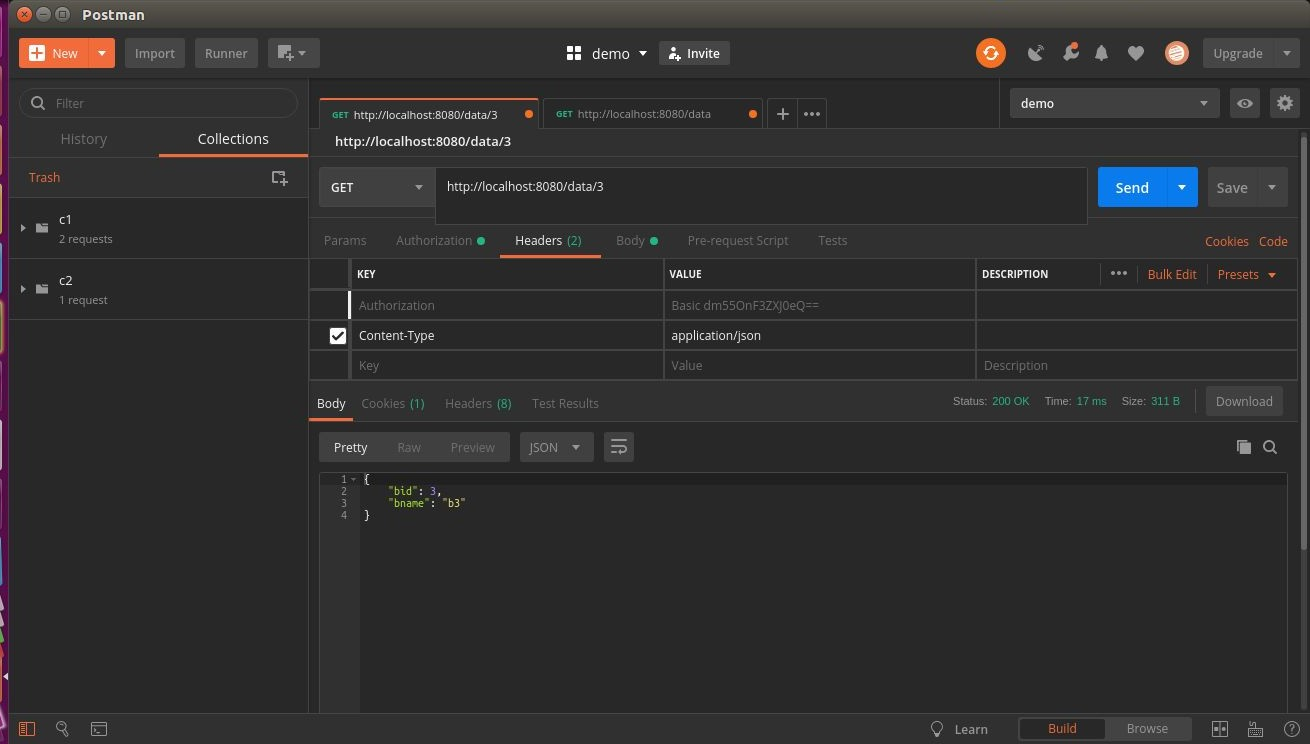 Postman
New Import Runner demo Invite Upgrade
Filter
History Collections
Trash
c1
2 requests
c2
1 request
GET http://localhost:8080/data/3 GET http://localhost:8080/data demo
http://localhost:8080/data/3
GET http://localhost:8080/data/3 Send Save
Params Authorization Headers (2) Body Pre-request Script Tests Cookies Code
KEY VALUE DESCRIPTION Bulk Edit Presets
Authorization Basic dm55OnF3ZXJ0eQ==
Content-Type application/json
Key Value Description
Body Cookies (1) Headers (8) Test Results Status: 200 OK Time: 17 ms Size: 311 B Download
Pretty Raw Preview JSON
1 {
2 "bid": 3,
3 "bname": "b3"
4 }
Learn Build Browse